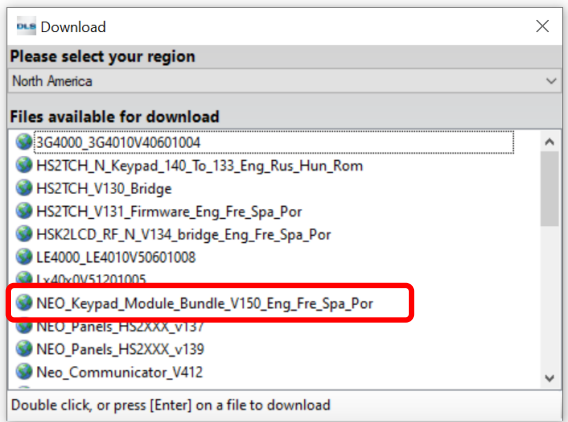 DLS Download
Please select your region
North America
Files available for download
3G4000_3G4010V40601004
HS2TCH_N_Keypad_140_To_133_Eng_Rus_Hun_Rom
HS2TCH_V130_Bridge
HS2TCH_V131_Firmware_Eng_Fre_Spa_Por
HSK2LCD_RF_N_V134_bridge_Eng_Fre_Spa_Por
LE4000_LE4010V50601008
Lx40x0V51201005
NEO_Keypad_Module_Bundle_V150_Eng_Fre_Spa_Por
NEO_Panels_HS2XXX_v137
NEO_Panels_HS2XXX_v139
Neo_Communicator_V412
Double click, or press [Enter] on a file to download